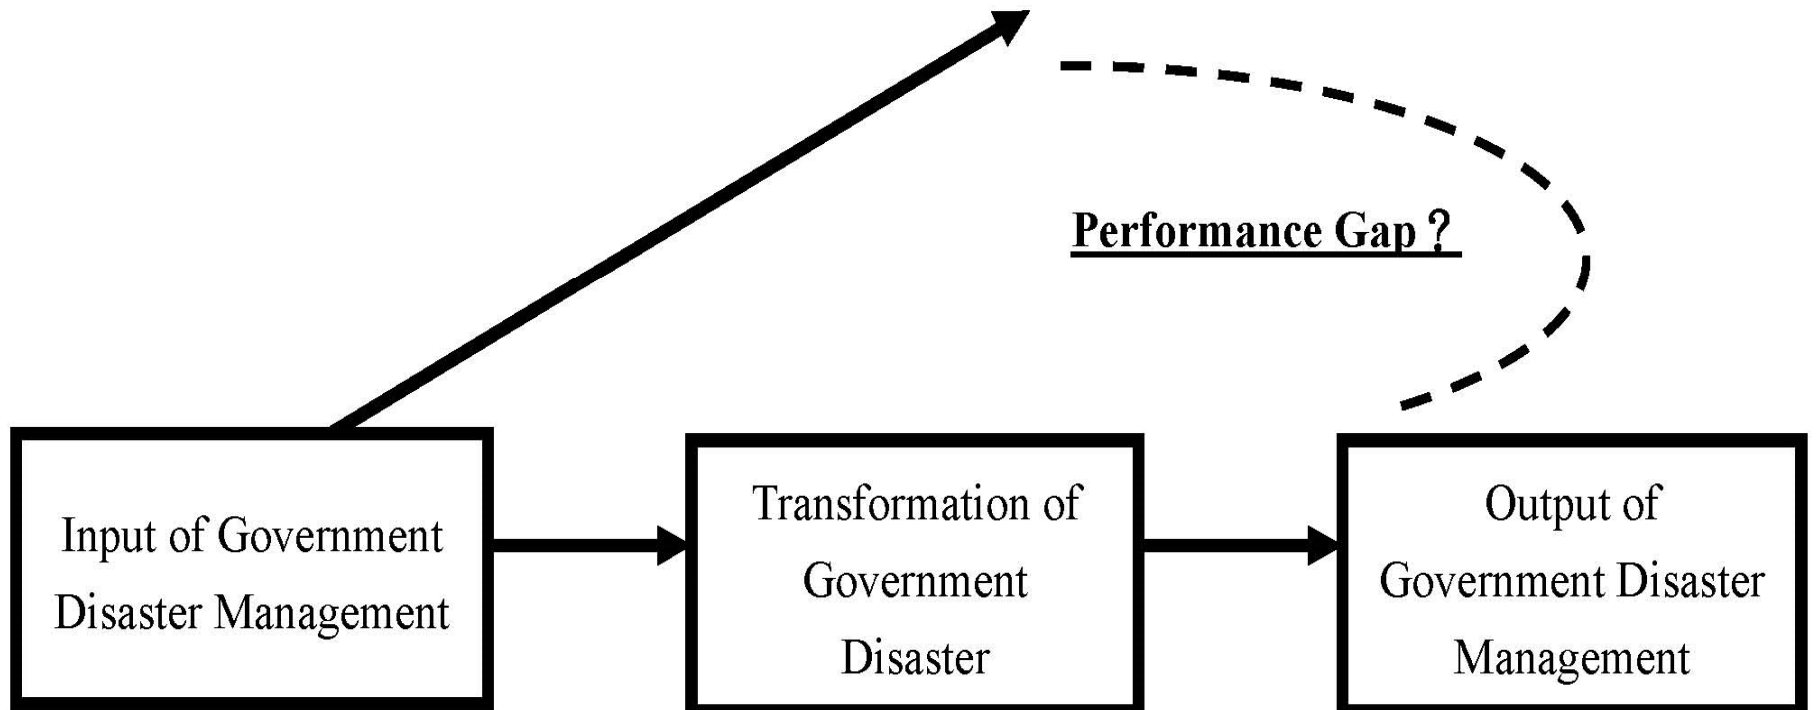 Performance Gap ?
Input of Government
Disaster Management
Transformation of
Government
Disaster
Output of
Government Disaster
Management